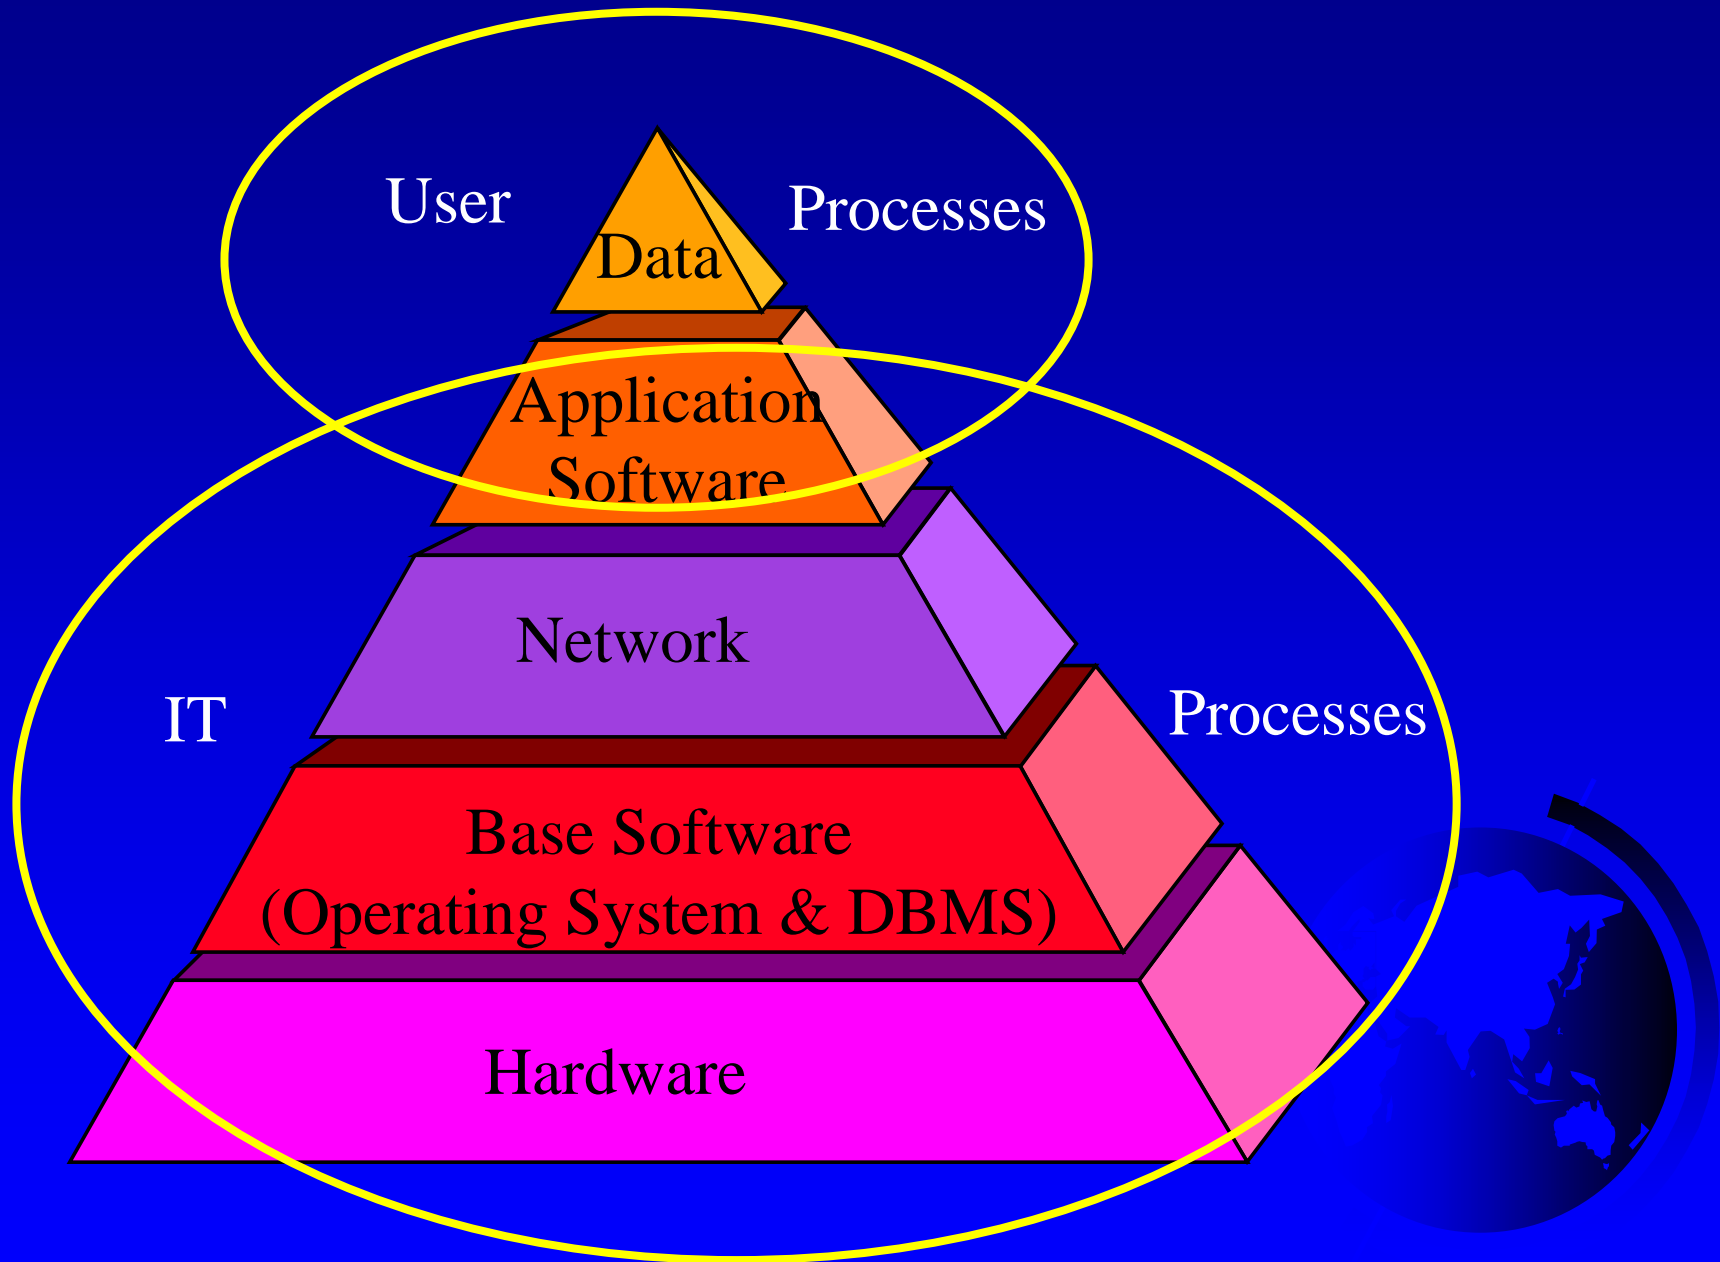 User
Processes
Data
Application
Software
Network
IT
Processes
Base Software
(Operating System & DBMS)
Hardware